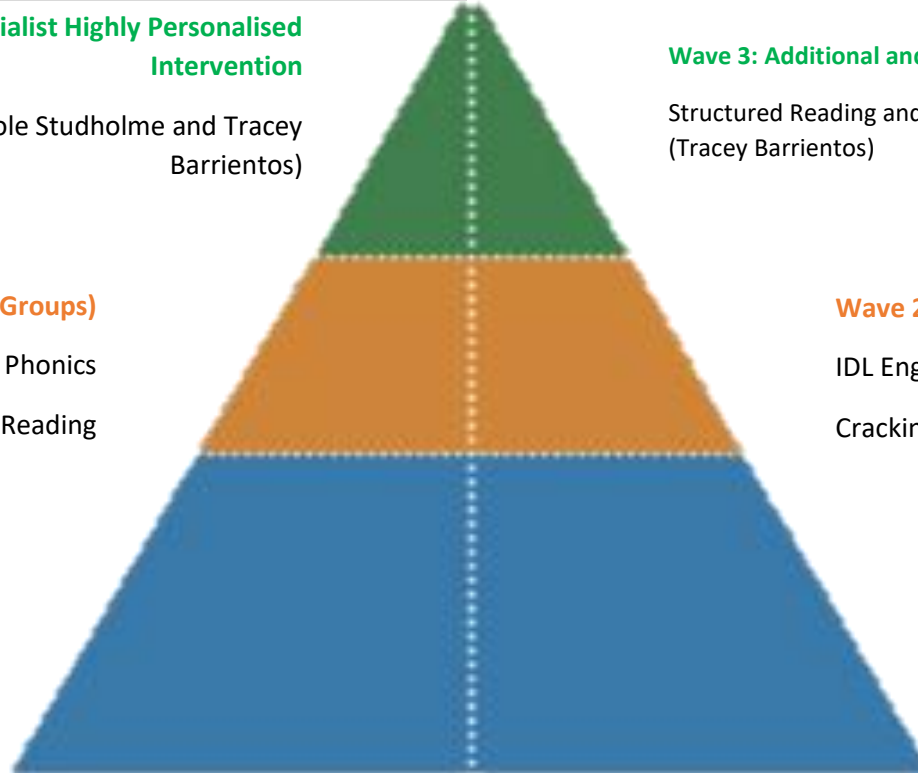 ialist Highly Personalised
Intervention
ole Studholme and Tracey
Barrientos)
Wave 3: Additional and
Structured Reading and
(Tracey Barrientos)
Groups)
Phonics
Reading
Wave 2
IDL Eng
Crackin